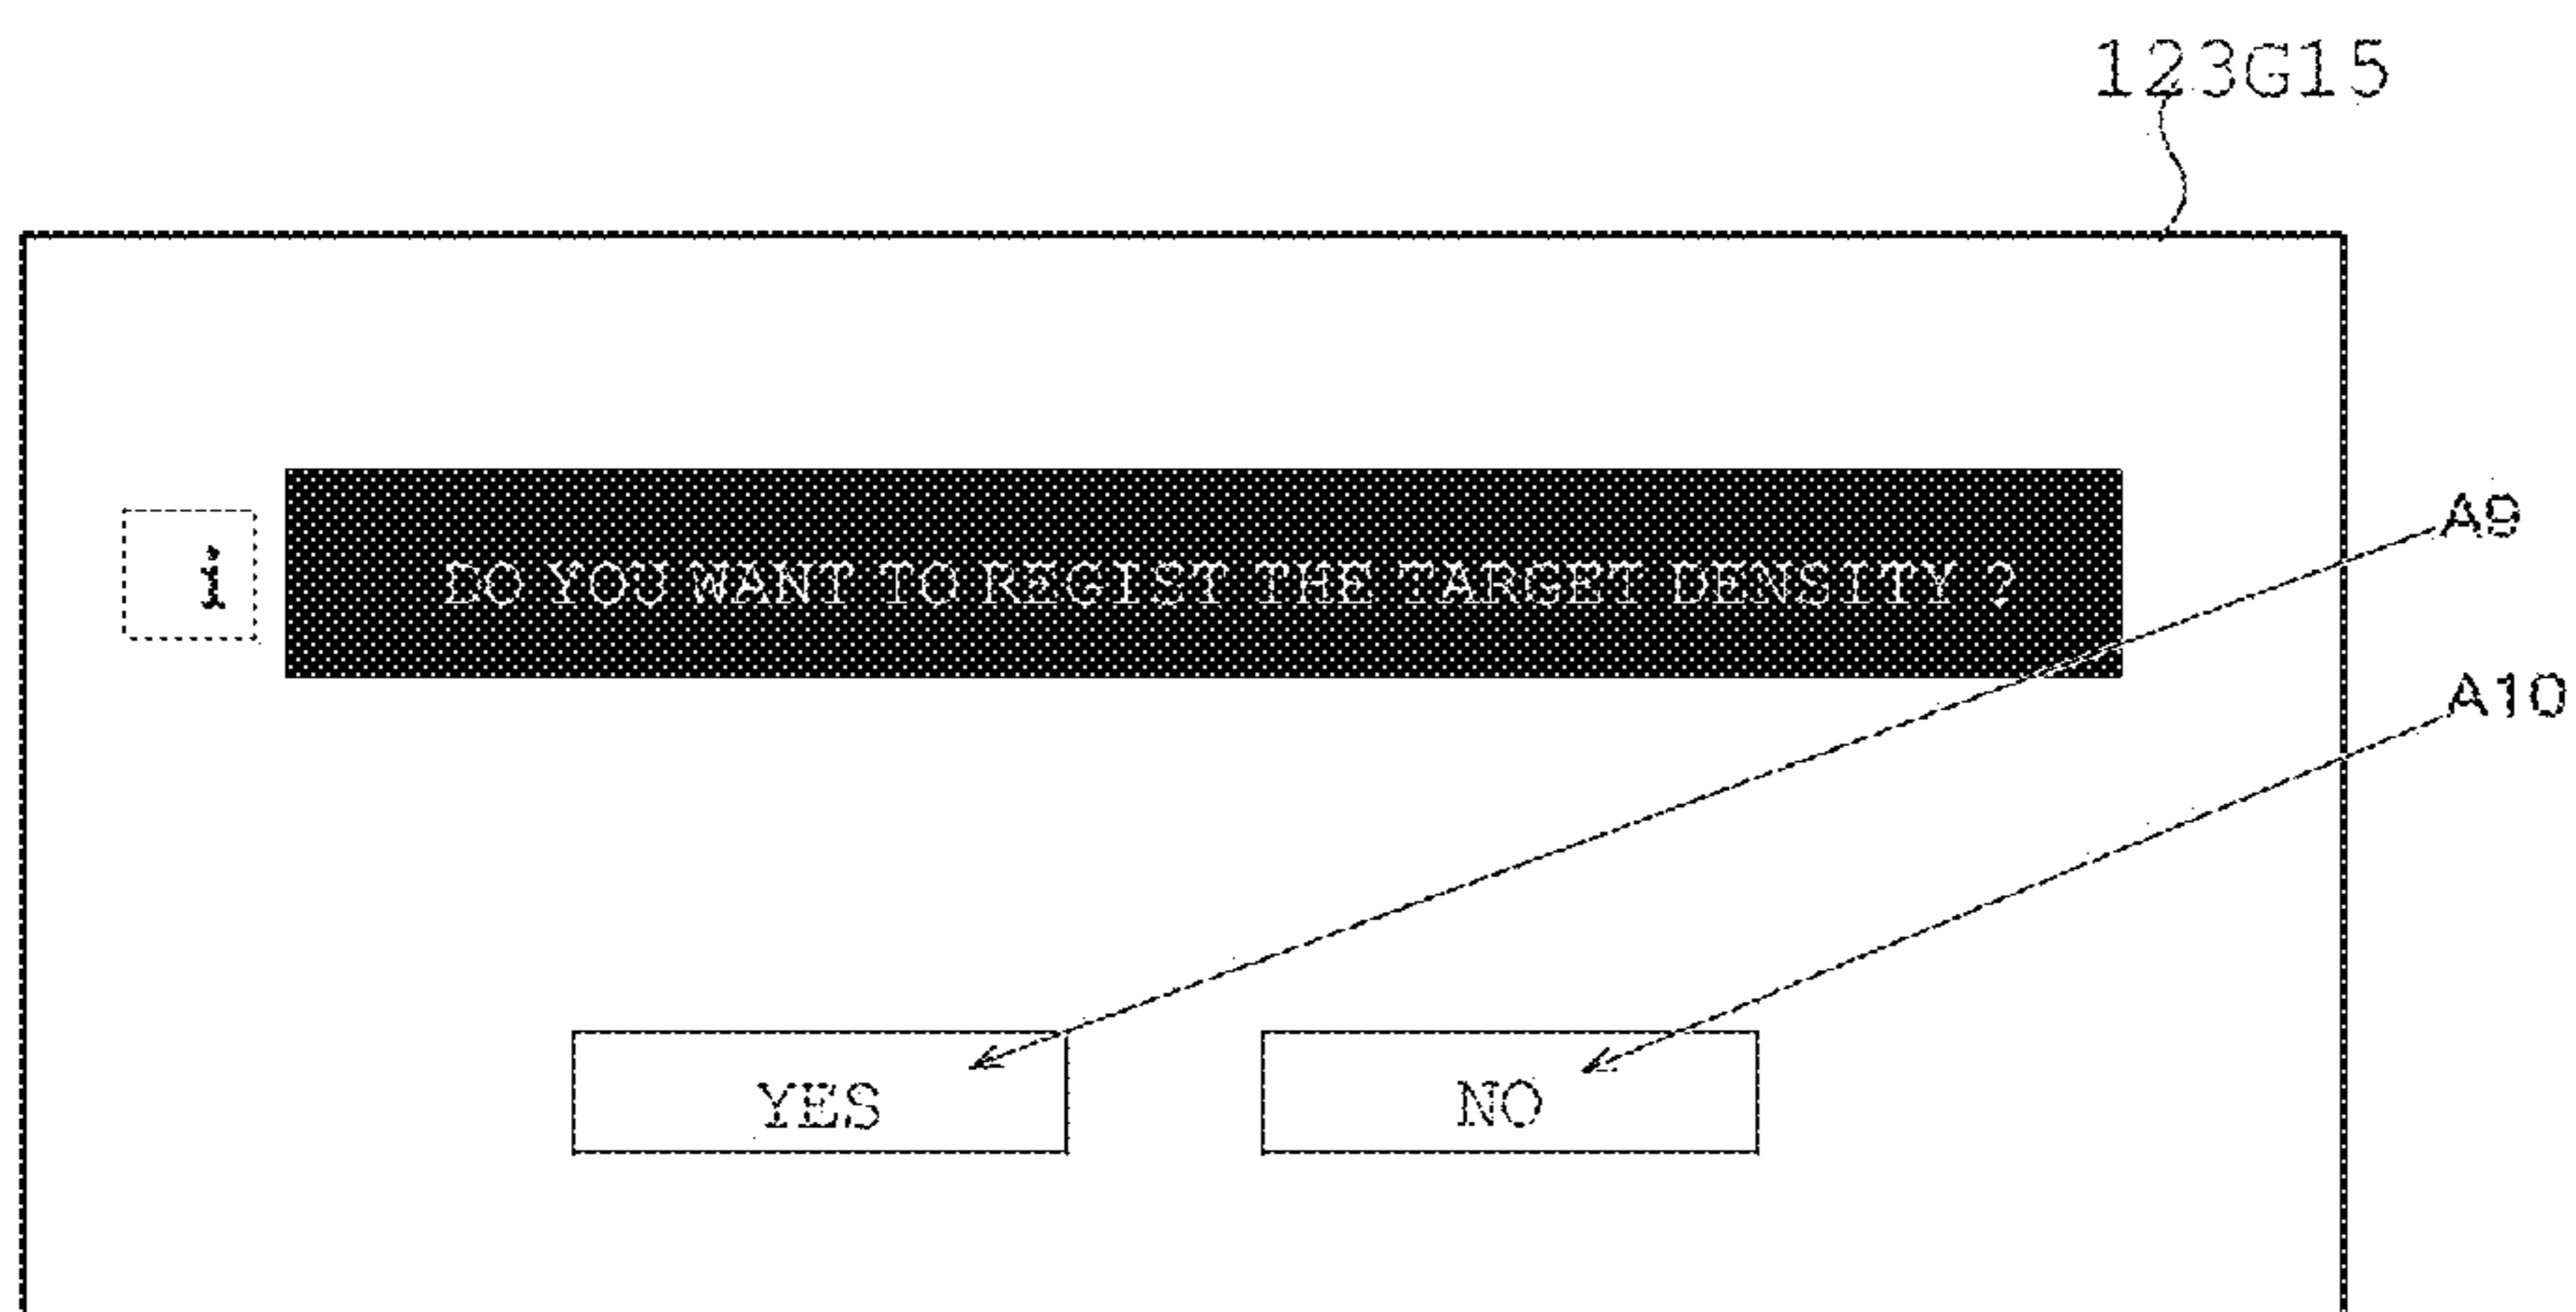 123G15
i
DO YOU WANT TO REGIST THE TARGET DENSITY ?
A9
A10
YES
NO